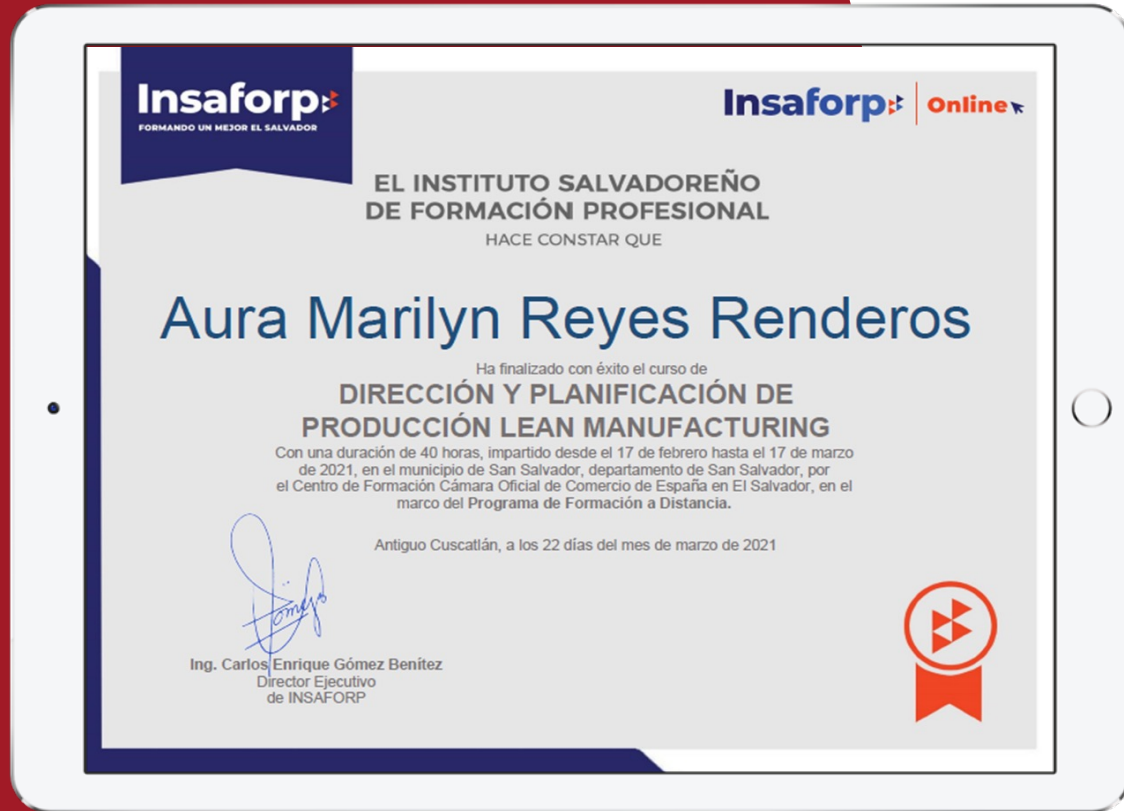 Insaforp
FORMANDO UN MEJOR EL SALVADOR
Insaforp Online
EL INSTITUTO SALVADOREÑO
DE FORMACIÓN PROFESIONAL
HACE CONSTAR QUE
Aura Marilyn Reyes Renderos
Ha finalizado con éxito el curso de
DIRECCIÓN Y PLANIFICACIÓN DE
PRODUCCIÓN LEAN MANUFACTURING
Con una duración de 40 horas, impartido desde el 17 de febrero hasta el 17 de marzo
de 2021, en el municipio de San Salvador, departamento de San Salvador, por
el Centro de Formación Cámara Oficial de Comercio de España en El Salvador, en el
marco del Programa de Formación a Distancia.
Antiguo Cuscatlán, a los 22 días del mes de marzo de 2021
Ing. Carlos Enrique Gómez Benítez
Director Ejecutivo
de INSAFORP